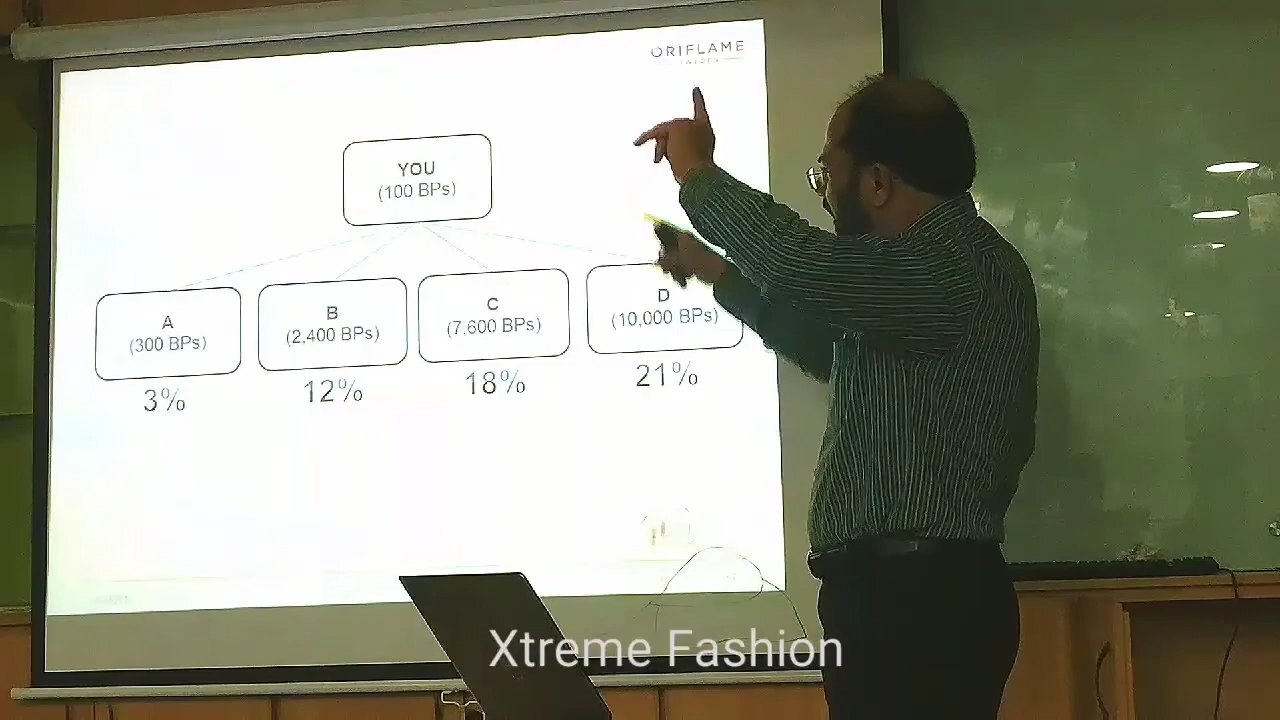 ORIFLAME
SWEDEN
YOU
(100 BPs)
A
(300 BPs)
3%
B
(2,400 BPs)
12%
C
(7,600 BPs)
18%
D
(10,000 BPs)
21%
Xtreme Fashion